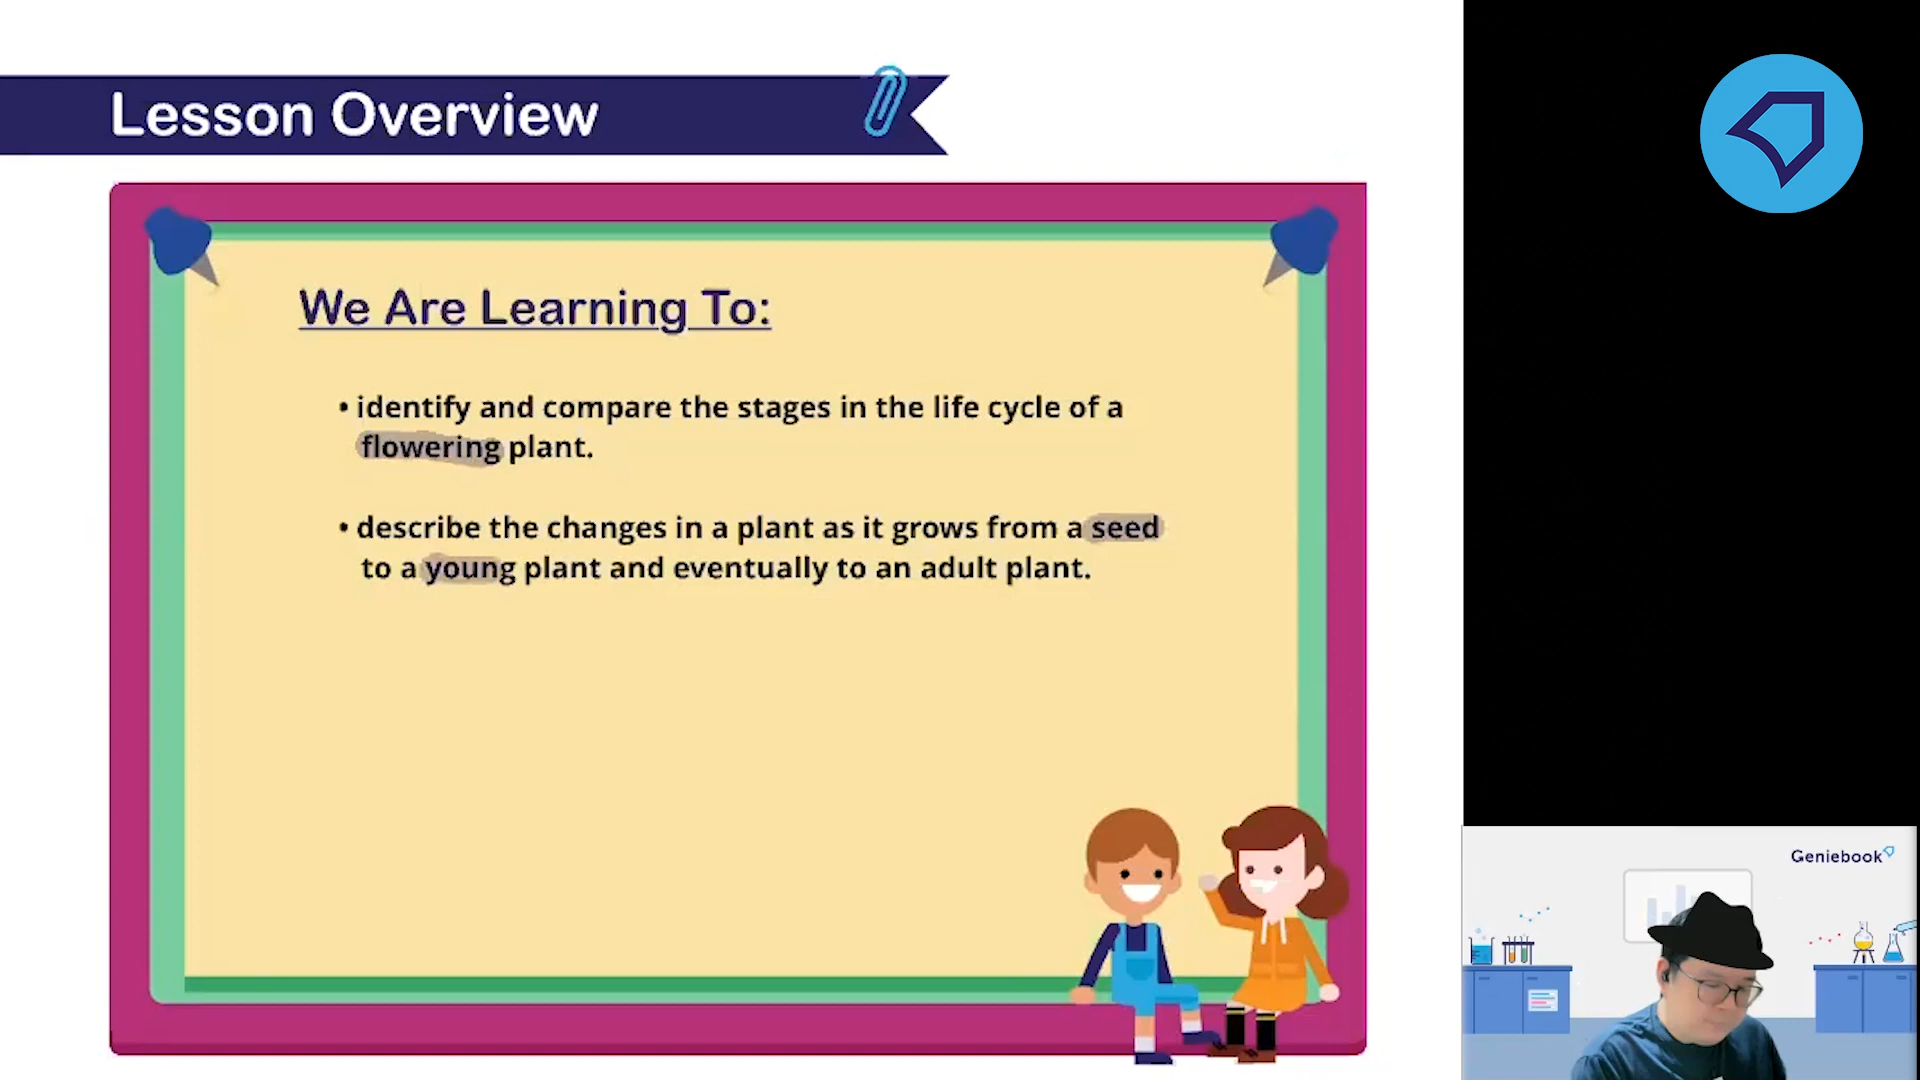 Lesson Overview
We Are Learning To:
• identify and compare the stages in the life cycle of a
flowering plant.
• describe the changes in a plant as it grows from a seed
to a young plant and eventually to an adult plant.
Geniebook